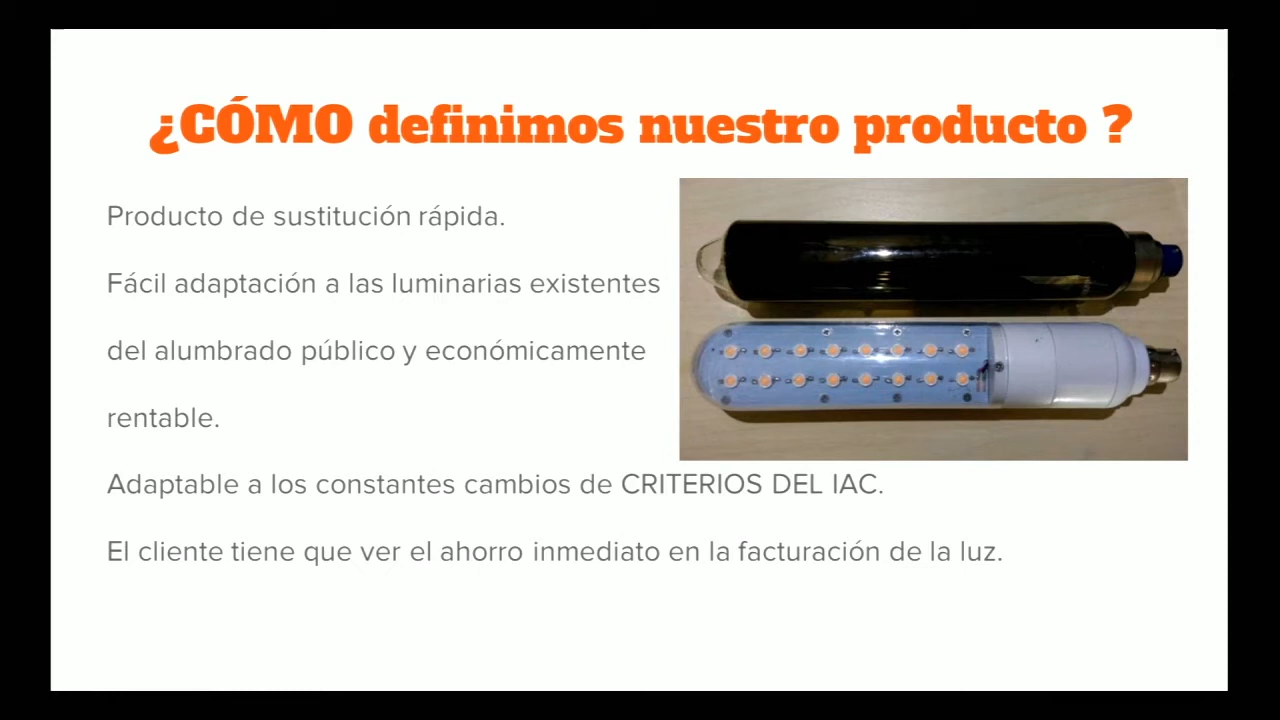 ¿CÓMO definimos nuestro producto ?
Producto de sustitución rápida.
Fácil adaptación a las luminarias existentes
del alumbrado público y económicamente
rentable.
Adaptable a los constantes cambios de CRITERIOS DEL IAC.
El cliente tiene que ver el ahorro inmediato en la facturación de la luz.